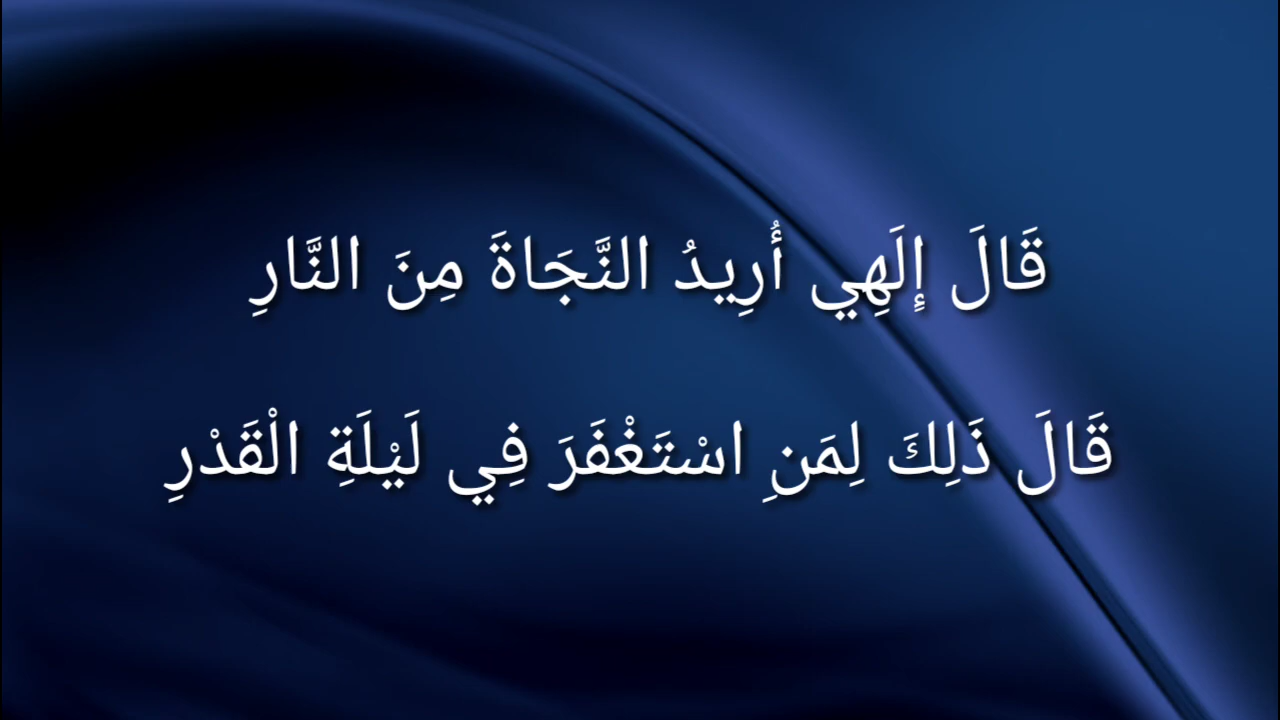 قَالَ إِلَهِي أُرِيدُ النَّجَاةَ مِنَ النَّارِ
قَالَ ذَلِكَ لِمَنِ اسْتَغْفَرَ فِي لَيْلَةِ الْقَدْرِ